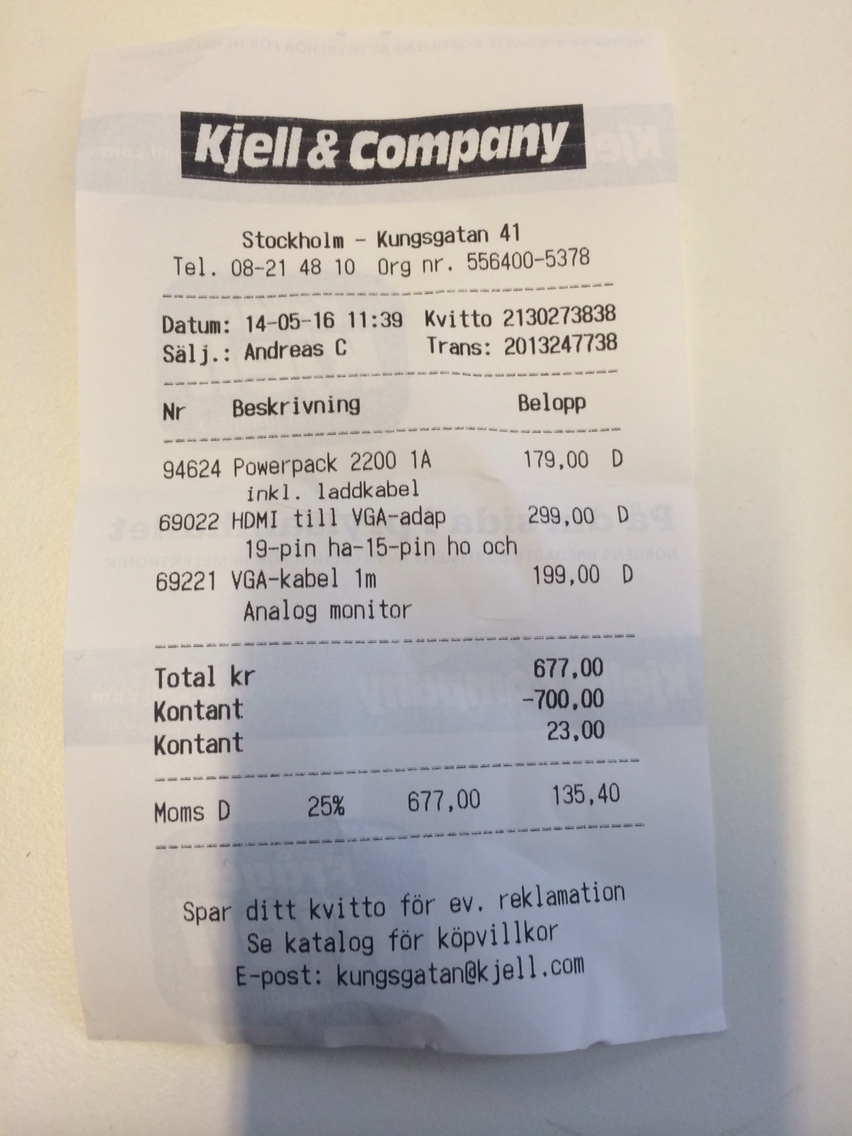 Kjell & Company
Stockholm - Kungsgatan 41
Tel. 08-21 48 10 Org nr. 556400-5378
Datum: 14-05-16 11:39 Kvitto 2130273838
Sälj.: Andreas C Trans: 2013247738
Nr Beskrivning Belopp
94624 Powerpack 2200 1A 179,00 D
inkl. laddkabel
69022 HDMI till VGA-adap 299,00 D
19-pin ha-15-pin ho och
69221 VGA-kabel 1m 199,00 D
Analog monitor
Total kr 677,00
Kontant -700,00
Kontant 23,00
Moms D 25% 677,00 135,40
Spar ditt kvitto för ev. reklamation
Se katalog för köpvillkor
E-post: kungsgatan@kjell.com